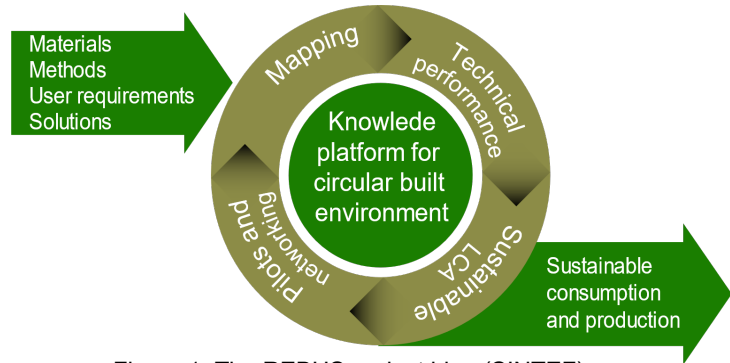 Materials
Methods
User requirements
Solutions
Mapping
Technical
performance
Knowlede
platform for
circular built
environment
Sustainable
LCA
Pilots and
networking
Sustainable
consumption
and production